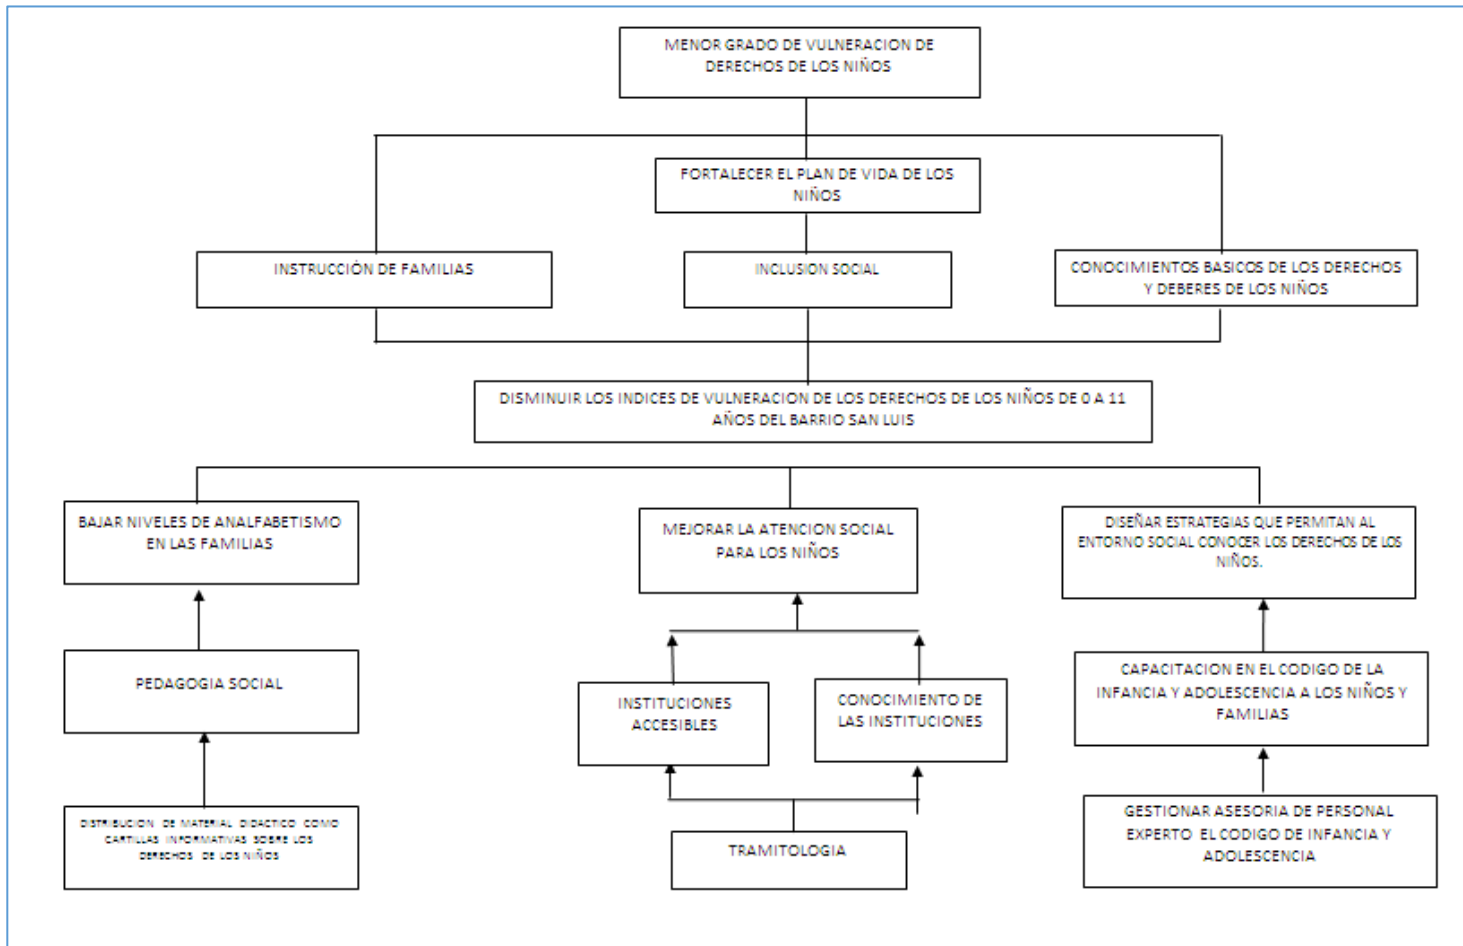 MENOR GRADO DE VULNERACION DE
DERECHOS DE LOS NIÑOS
FORTALECER EL PLAN DE VIDA DE LOS
NIÑOS
INSTRUCCIÓN DE FAMILIAS
INCLUSION SOCIAL
CONOCIMIENTOS BASICOS DE LOS DERECHOS
Y DEBERES DE LOS NIÑOS
DISMINUIR LOS INDICES DE VULNERACION DE LOS DERECHOS DE LOS NIÑOS DE 0 A 11
AÑOS DEL BARRIO SAN LUIS
BAJAR NIVELES DE ANALFABETISMO
EN LAS FAMILIAS
MEJORAR LA ATENCION SOCIAL
PARA LOS NIÑOS
DISEÑAR ESTRATEGIAS QUE PERMITAN AL
ENTORNO SOCIAL CONOCER LOS DERECHOS DE LOS
NIÑOS.
PEDAGOGIA SOCIAL
INSTITUCIONES
ACCESIBLES
CONOCIMIENTO DE
LAS INSTITUCIONES
CAPACITACION EN EL CODIGO DE LA
INFANCIA Y ADOLESCENCIA A LOS NIÑOS Y
FAMILIAS
DISTRIBUCION DE MATERIAL DIDACTICO COMO
CARTILLAS INFORMATIVAS SOBRE LOS
DERECHOS DE LOS NIÑOS
TRAMITOLOGIA
GESTIONAR ASESORIA DE PERSONAL
EXPERTO EL CODIGO DE INFANCIA Y
ADOLESCENCIA